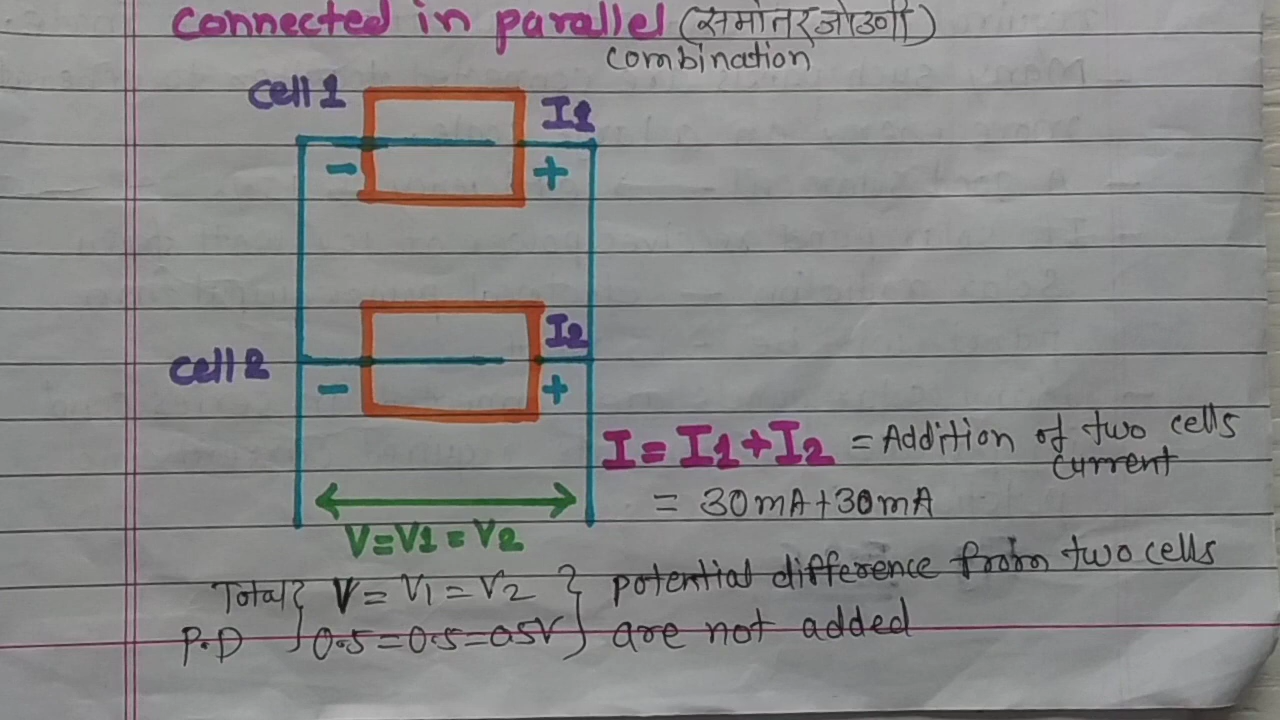 connected in parallel (समांतर जोडणी)
combination
cell 1
I1
- +
I2
cell 2
- +
I = I1 + I2 = Addition of two cells
current
= 30mA+30mA
V=V1 = V2
Total { V = V1 = V2 } potential difference from two cells
P.D } 0.5=0.5=0.5V } are not added